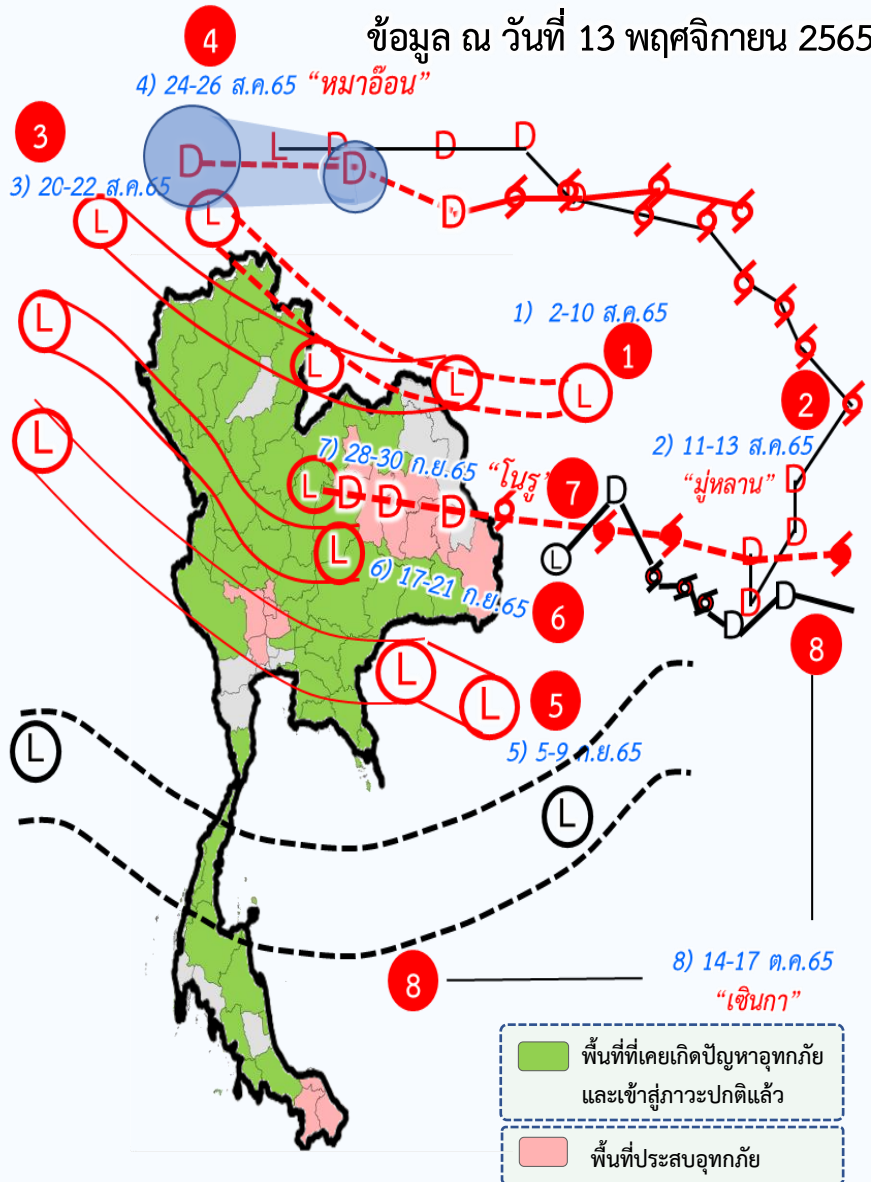 ข้อมูล ณ วันที่ 13 พฤศจิกายน 2565
4
4) 24-26 ส.ค.65 “หมาอ๊อน”
3
3) 20-22 ส.ค.65
D
L
D
D
D
D
D
D
L
L
1) 2-10 ส.ค.65
1
L
L
L
L
2
2) 11-13 ส.ค.65
“มู่หลาน”
L
7) 28-30 ก.ย.65 “โนรู”
7
L
D
D
D
D
D
D
D
D
L
L
6) 17-21 ก.ย.65
6
D
D
8
L
L
5
5) 5-9 ก.ย.65
L
L
8
8) 14-17 ต.ค.65
“เซินกา”
พื้นที่ที่เคยเกิดปัญหาอุทกภัย
และเข้าสู่ภาวะปกติแล้ว
พื้นที่ประสบอุทกภัย